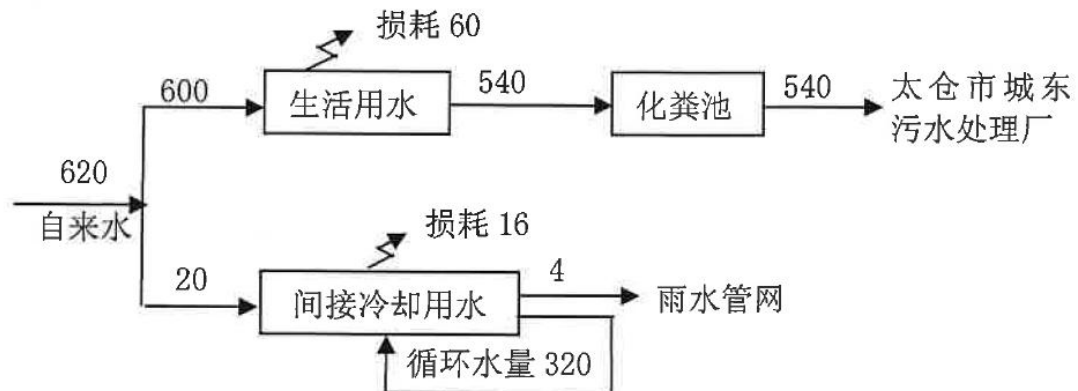 损耗 60
600
生活用水
540
化粪池
540
太仓市城东
污水处理厂
620
自来水
损耗 16
20
间接冷却用水
4
雨水管网
循环水量 320